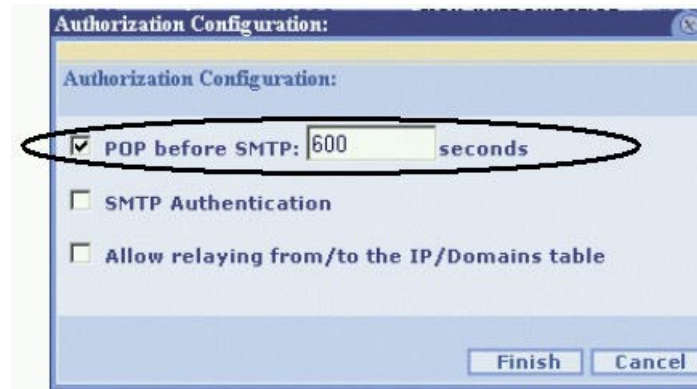 Authorization Configuration:
Authorization Configuration:
POP before SMTP: 600 seconds
SMTP Authentication
Allow relaying from/to the IP/Domains table
Finish Cancel